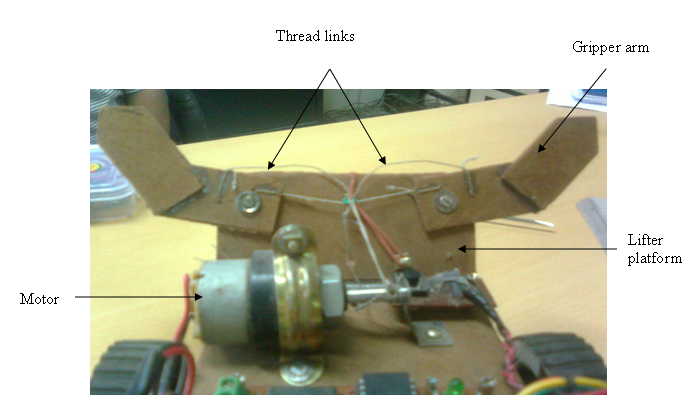 Thread links
Gripper arm
Lifter
platform
Motor